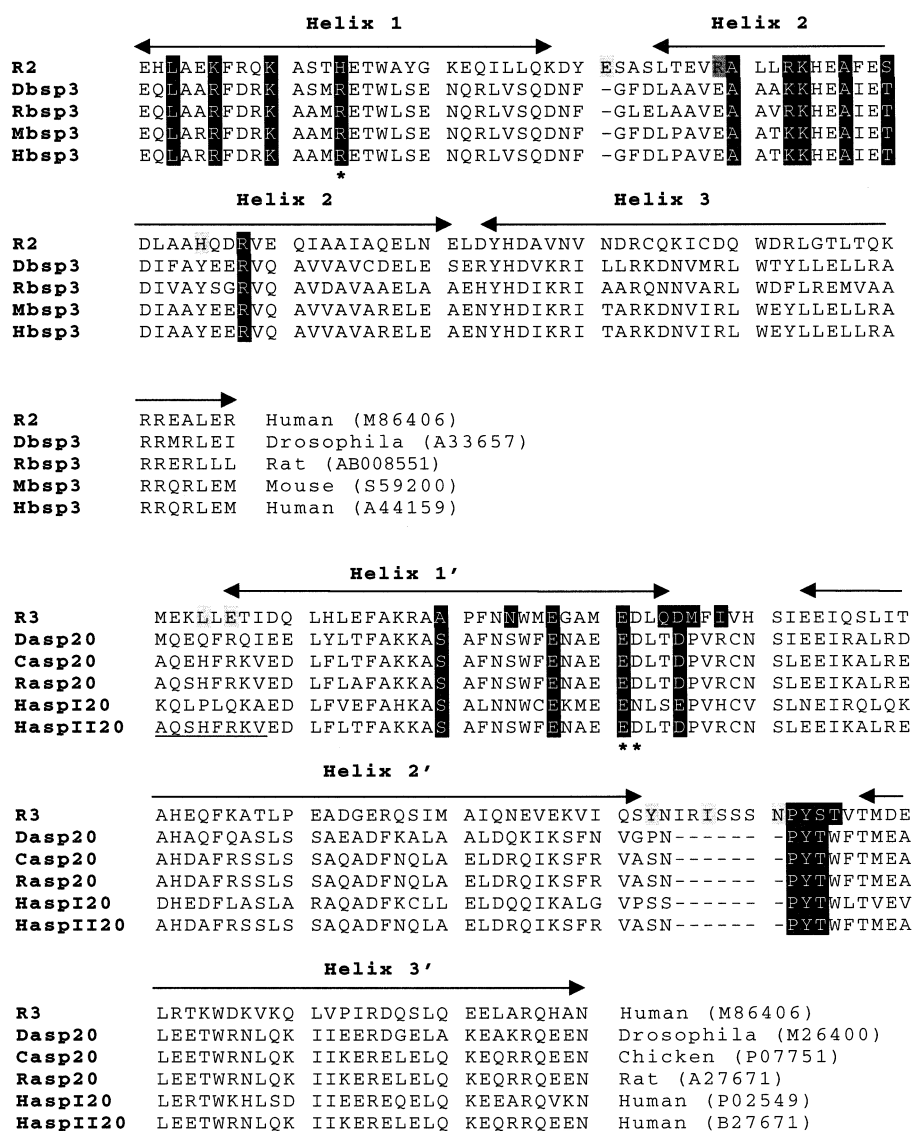 Helix 1 Helix 2
R2 EHLAEKFRQK ASTHETWAYG KEQILLQKDY ESASLTEVRA LLRKHEAFES
Dbsp3 EQLARRFDRK ASMRETWLSE NQRLVSQDNF -GFDLAAVEA AAKKHEAIET
Rbsp3 EQLAARFDRK AAMRETWLSE NQRLVSQDNF -GLELAAVEA AVRKHEAIET
Mbsp3 EQLARRFDRK AAMRETWLSE NQRLVSQDNF -GFDLPAVEA ATKKHEAIET
Hbsp3 EQLARRFDRK AAMRETWLSE NQRLVSQDNF -GFDLPAVEA ATKKHEAIET
*
Helix 2 Helix 3
R2 DLAAHQDRVE QIAAIAQELN ELDYHDAVNV NDRCQKICDQ WDRLGTLTQK
Dbsp3 DIFAYEERVQ AVVAVCDELE SERYHDVKRI LLRKDNVMRL WTYLLELLRA
Rbsp3 DIVAYSGRVQ AVDAVAAELA AEHYHDIKRI AARQNNVARL WDFLREMVAA
Mbsp3 DIAAYEERVQ AVVAVARELE AENYHDIKRI TARKDNVIRL WEYLLELLRA
Hbsp3 DIAAYEERVQ AVVAVARELE AENYHDIKRI TARKDNVIRL WEYLLELLRA
R2 RREALER Human (M86406)
Dbsp3 RRMRLEI Drosophila (A33657)
Rbsp3 RRERLLL Rat (AB008551)
Mbsp3 RRQRLEM Mouse (S59200)
Hbsp3 RRQRLEM Human (A44159)
Helix 1'
R3 MEKLLETIDQ LHLEFAKRAA PFNNWMEGAM EDLQDMFIVH SIEEIQSLIT
Dasp20 MQEQFRQIEE LYLTFAKKAS AFNSWFENAE EDLTDPVRCN SIEEIRALRD
Casp20 AQEHFRKVED LFLTFAKKAS AFNSWFENAE EDLTDPVRCN SLEEIKALRE
Rasp20 AQSHFRKVED LFLAFAKKAS AFNSWFENAE EDLTDPVRCN SLEEIKALRE
HaspI20 KQLPLQKAED LFVEFAHKAS ALNNWCEKME ENLSEPVHCV SLNEIRQLQK
HaspII20 AQSHFRKVED LFLTFAKKAS AFNSWFENAE EDLTDPVRCN SLEEIKALRE
**
Helix 2'
R3 AHEQFKATLP EADGERQSIM AIQNEVEKVI QSYNIRISSS NPYSTVTMDE
Dasp20 AHAQFQASLS SAEADFKALA ALDQKIKSFN VGPN------ -PYTWFTMEA
Casp20 AHDAFRSSLS SAQADFNQLA ELDRQIKSFR VASN------ -PYTWFTMEA
Rasp20 AHDAFRSSLS SAQADFNQLA ELDRQIKSFR VASN------ -PYTWFTMEA
HaspI20 DHEDFLASLA RAQADFKCLL ELDQQIKALG VPSS------ -PYTWLTVEV
HaspII20 AHDAFRSSLS SAQADFNQLA ELDRQIKSFR VASN------ -PYTWFTMEA
Helix 3'
R3 LRTKWDKVKQ LVPIRDQSLQ EELARQHAN Human (M86406)
Dasp20 LEETWRNLQK IIEERDGELA KEAKRQEEN Drosophila (M26400)
Casp20 LEETWRNLQK IIKERELELQ KEQRRQEEN Chicken (P07751)
Rasp20 LEETWRNLQK IIKERELELQ KEQRRQEEN Rat (A27671)
HaspI20 LERTWKHLSD IIEEREQELQ KEEARQVKN Human (P02549)
HaspII20 LEETWRNLQK IIKERELELQ KEQRRQEEN Human (B27671)